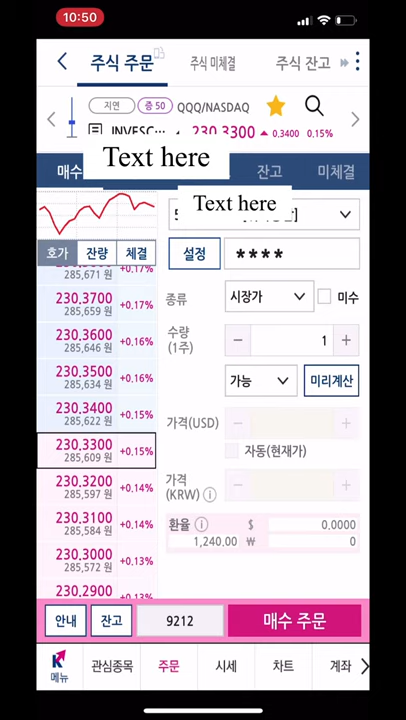 10:50
주식 주문
주식 미체결
주식 잔고
지연
증 50
QQQ/NASDAQ
INVESC...
230.3300 ▲ 0.3400 0.15%
Text here
매수
잔고
미체결
Text here
호가
잔량
체결
설정
****
285,671 원
+0.17%
230.3700
285,659 원
+0.17%
종류
시장가
미수
230.3600
285,646 원
+0.16%
수량
(1주)
−
1
+
230.3500
285,634 원
+0.16%
가능
미리계산
230.3400
285,622 원
+0.15%
가격(USD)
−
+
230.3300
285,609 원
+0.15%
자동(현재가)
230.3200
285,597 원
+0.14%
가격
(KRW)
−
+
230.3100
285,584 원
+0.14%
환율
$
0.0000
1,240.00
₩
0
230.3000
285,572 원
+0.13%
230.2900
+0.13%
안내
잔고
9212
매수 주문
메뉴
관심종목
주문
시세
차트
계좌